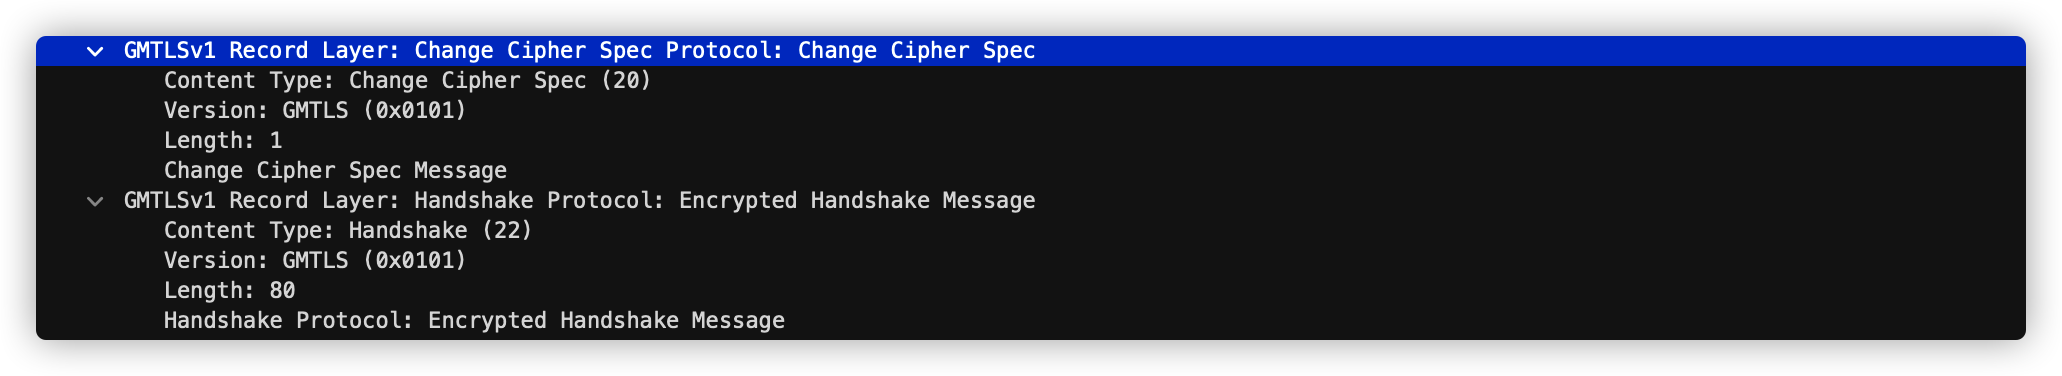 GMTLSv1 Record Layer: Change Cipher Spec Protocol: Change Cipher Spec
Content Type: Change Cipher Spec (20)
Version: GMTLS (0x0101)
Length: 1
Change Cipher Spec Message
GMTLSv1 Record Layer: Handshake Protocol: Encrypted Handshake Message
Content Type: Handshake (22)
Version: GMTLS (0x0101)
Length: 80
Handshake Protocol: Encrypted Handshake Message